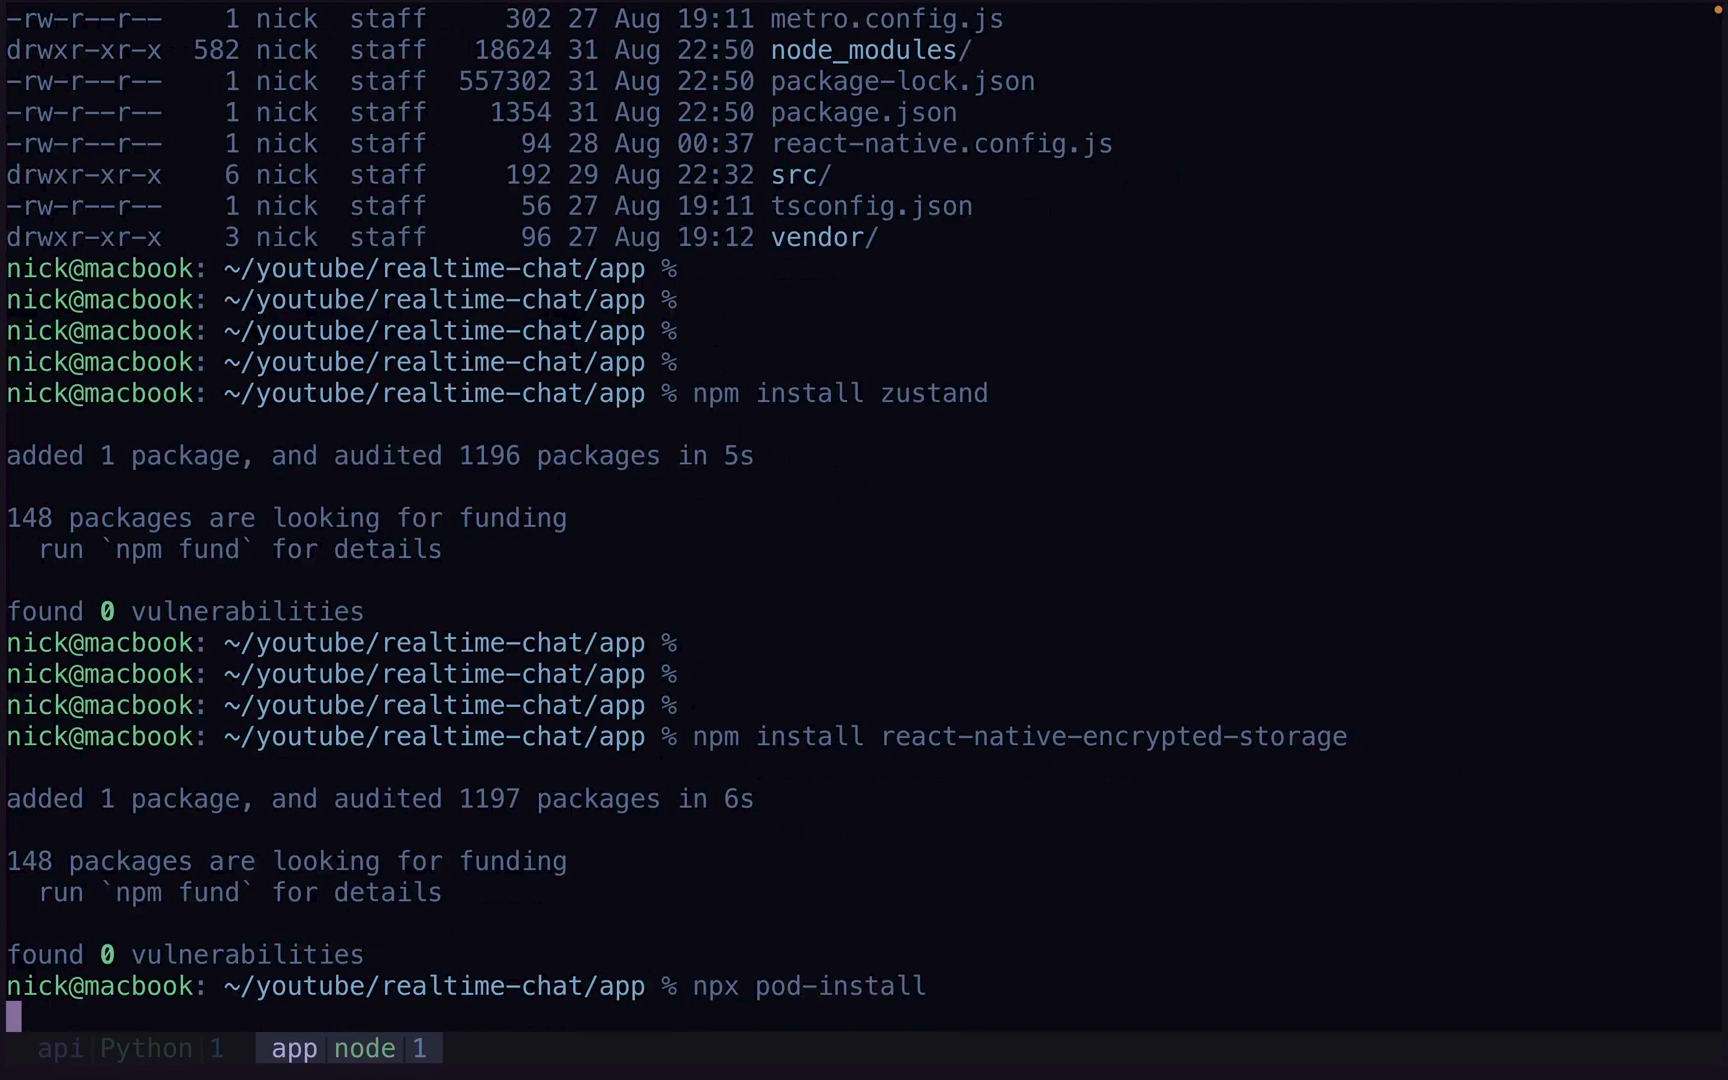 -rw-r--r--    1 nick  staff     302 27 Aug 19:11 metro.config.js
drwxr-xr-x  582 nick  staff   18624 31 Aug 22:50 node_modules/
-rw-r--r--    1 nick  staff  557302 31 Aug 22:50 package-lock.json
-rw-r--r--    1 nick  staff    1354 31 Aug 22:50 package.json
-rw-r--r--    1 nick  staff      94 28 Aug 00:37 react-native.config.js
drwxr-xr-x    6 nick  staff     192 29 Aug 22:32 src/
-rw-r--r--    1 nick  staff      56 27 Aug 19:11 tsconfig.json
drwxr-xr-x    3 nick  staff      96 27 Aug 19:12 vendor/
nick@macbook: ~/youtube/realtime-chat/app %
nick@macbook: ~/youtube/realtime-chat/app %
nick@macbook: ~/youtube/realtime-chat/app %
nick@macbook: ~/youtube/realtime-chat/app %
nick@macbook: ~/youtube/realtime-chat/app % npm install zustand
added 1 package, and audited 1196 packages in 5s
148 packages are looking for funding
  run `npm fund` for details
found 0 vulnerabilities
nick@macbook: ~/youtube/realtime-chat/app %
nick@macbook: ~/youtube/realtime-chat/app %
nick@macbook: ~/youtube/realtime-chat/app %
nick@macbook: ~/youtube/realtime-chat/app % npm install react-native-encrypted-storage
added 1 package, and audited 1197 packages in 6s
148 packages are looking for funding
  run `npm fund` for details
found 0 vulnerabilities
nick@macbook: ~/youtube/realtime-chat/app % npx pod-install
api Python 1 app node 1